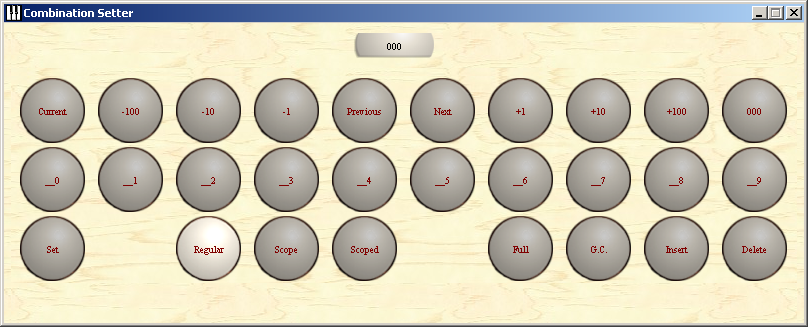 Combination Setter
000
Current -100 -10 -1 Previous Next +1 +10 +100 000
__0 __1 __2 __3 __4 __5 __6 __7 __8 __9
Set Regular Scope Scoped Full G.C. Insert Delete